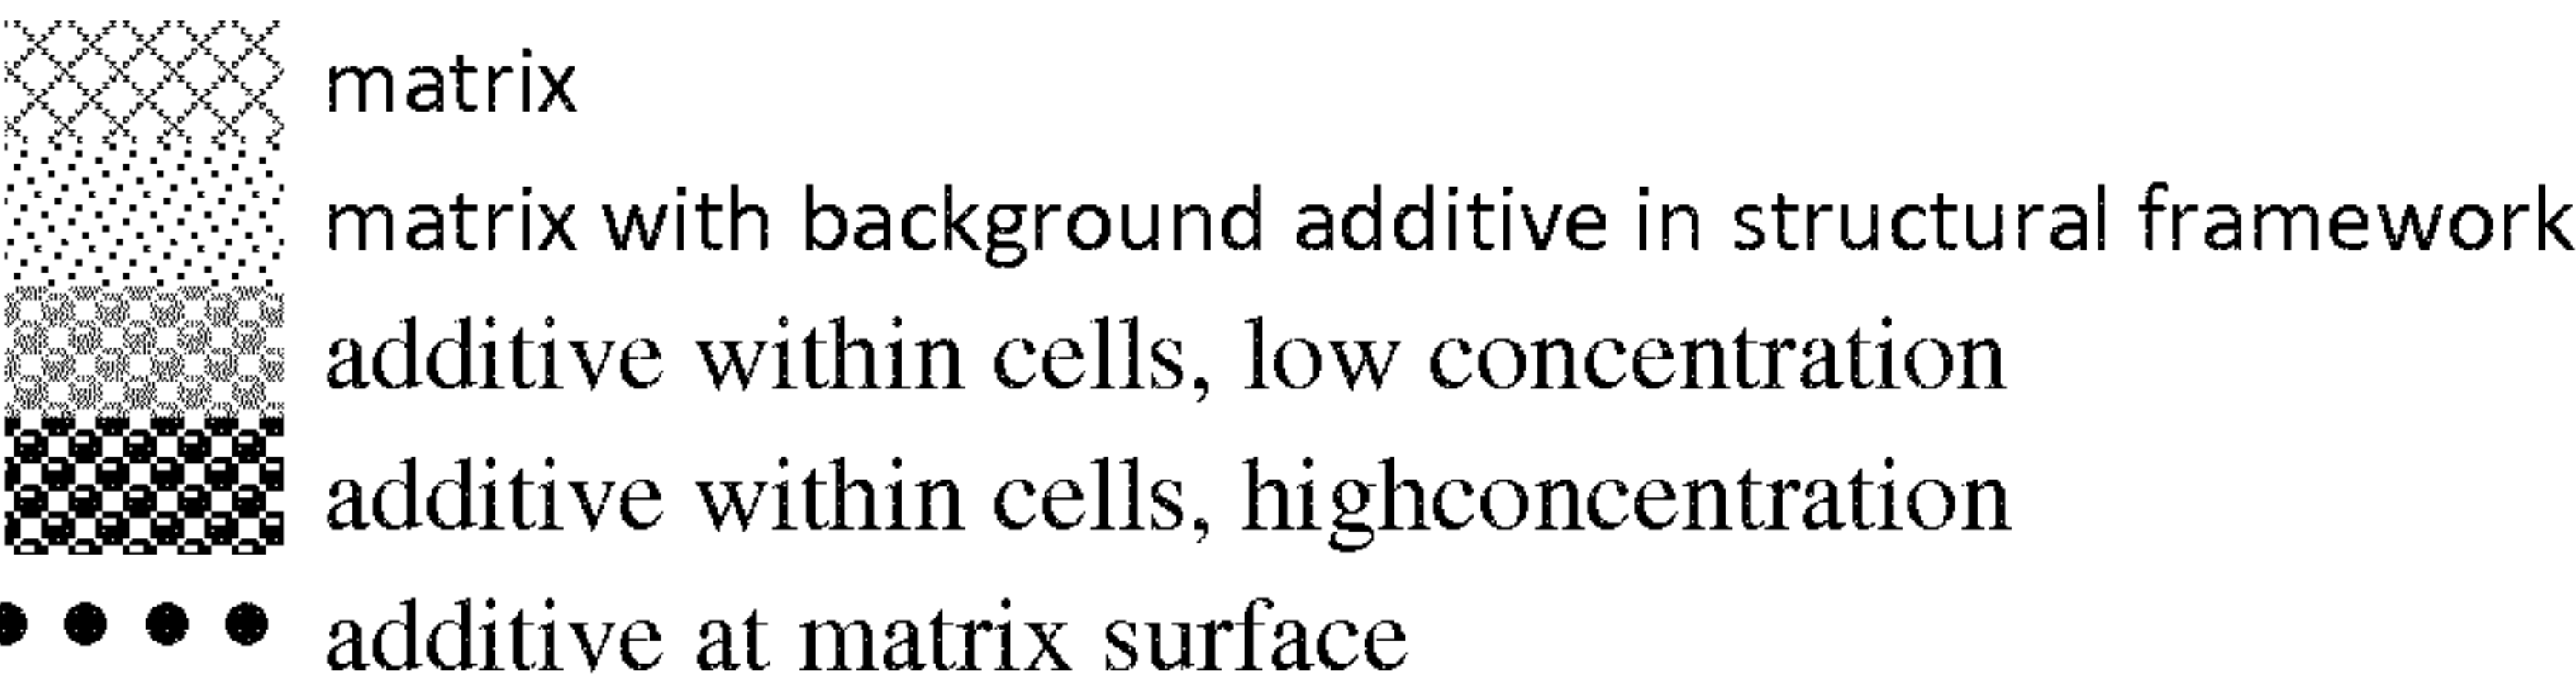 matrix
matrix with background additive in structural framework
additive within cells, low concentration
additive within cells, highconcentration
additive at matrix surface